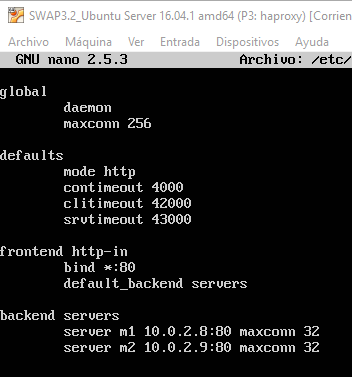 SWAP3.2_Ubuntu Server 16.04.1 amd64 (P3: haproxy) [Corrien
Archivo Máquina Ver Entrada Dispositivos Ayuda
GNU nano 2.5.3 Archivo: /etc/
global
daemon
maxconn 256
defaults
mode http
contimeout 4000
clitimeout 42000
srvtimeout 43000
frontend http-in
bind *:80
default_backend servers
backend servers
server m1 10.0.2.8:80 maxconn 32
server m2 10.0.2.9:80 maxconn 32